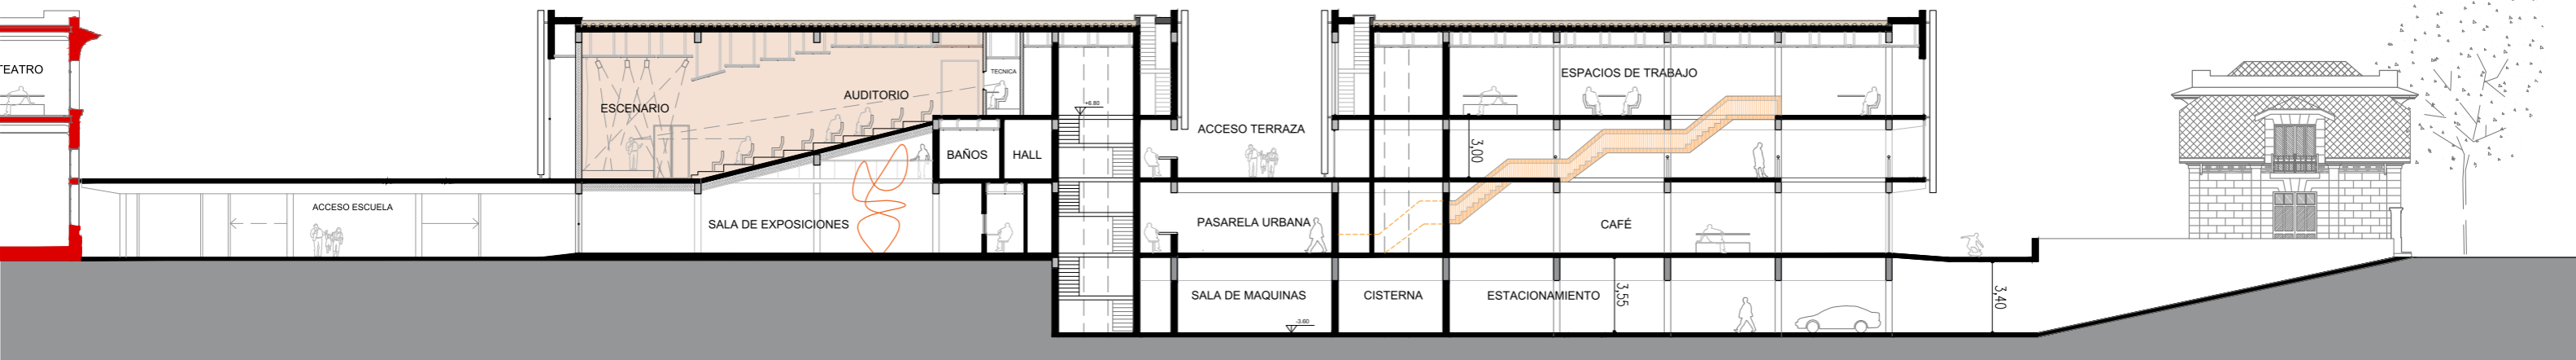 TEATRO
ESCENARIO
AUDITORIO
TECNICA
+6.80
ESPACIOS DE TRABAJO
ACCESO TERRAZA
BAÑOS
HALL
3,00
ACCESO ESCUELA
SALA DE EXPOSICIONES
PASARELA URBANA
CAFÉ
SALA DE MAQUINAS
CISTERNA
ESTACIONAMIENTO
3,55
3,40
-3.60